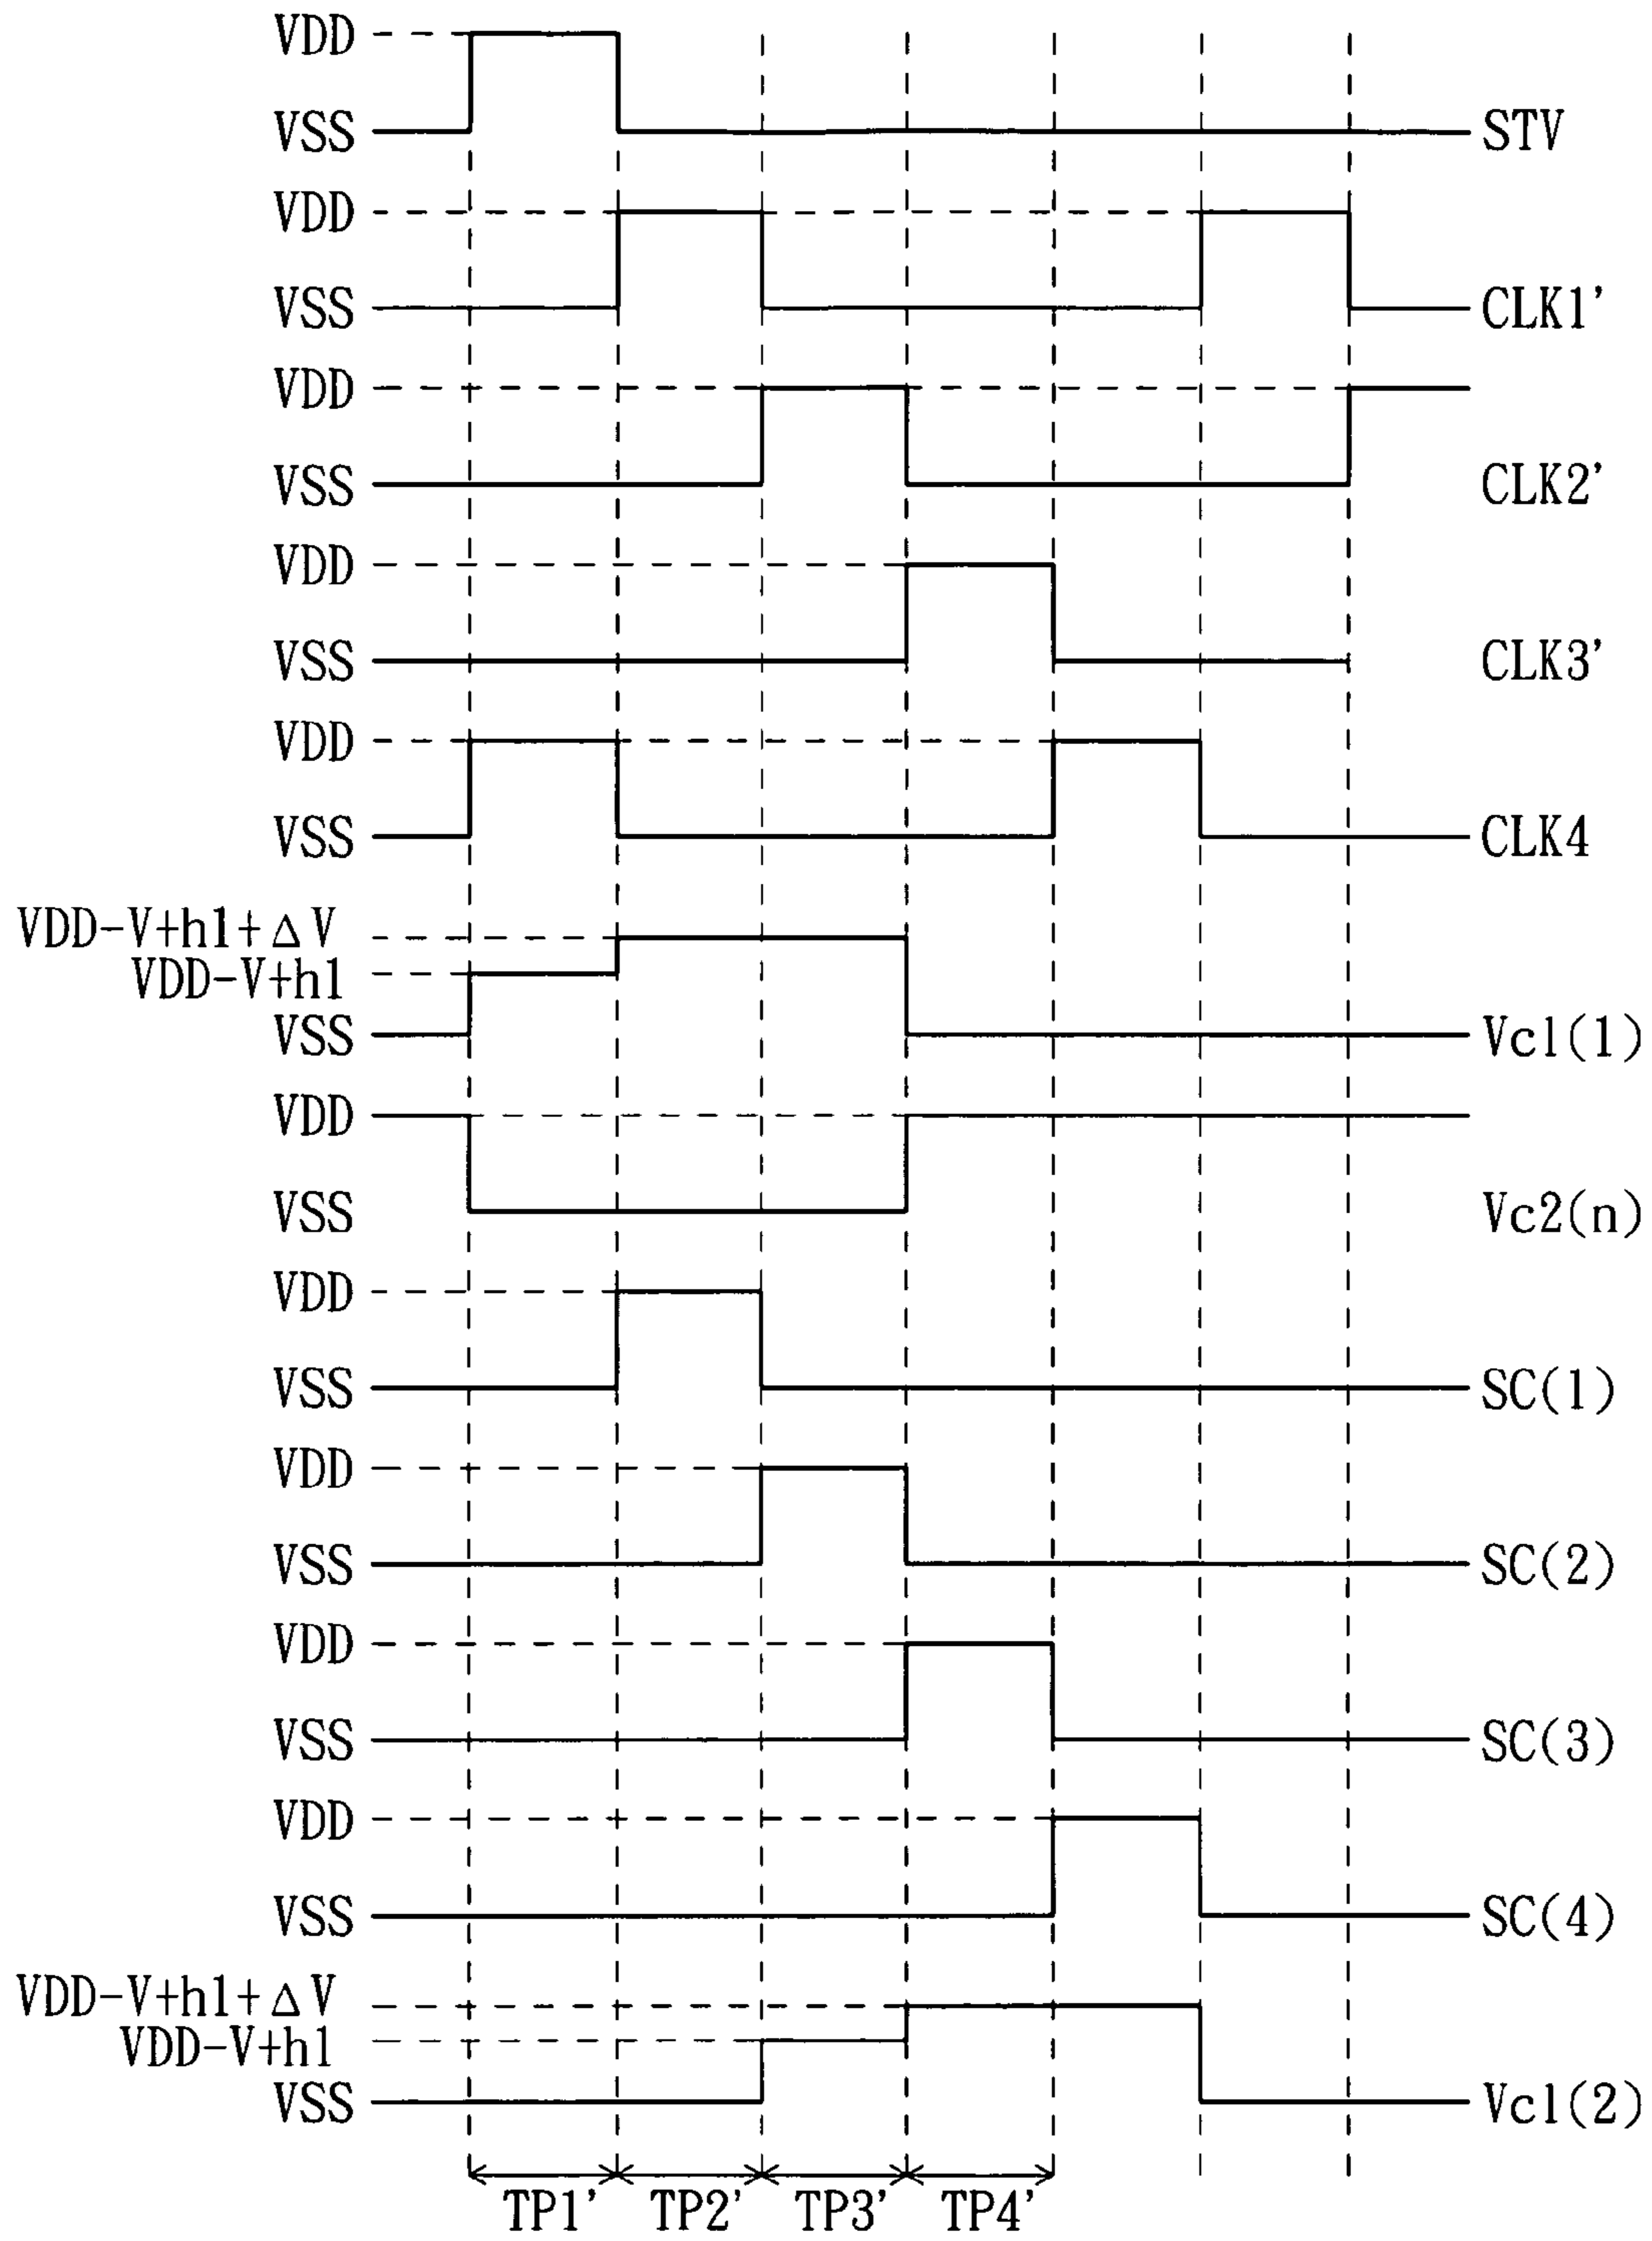 VDD
VSS STV
VDD
VSS CLK1'
VDD
VSS CLK2'
VDD
VSS CLK3'
VDD
VSS CLK4
VDD-V+h1+ΔV
VDD-V+h1
VSS Vc1(1)
VDD
VSS Vc2(n)
VDD
VSS SC(1)
VDD
VSS SC(2)
VDD
VSS SC(3)
VDD
VSS SC(4)
VDD-V+h1+ΔV
VDD-V+h1
VSS Vc1(2)
TP1' TP2' TP3' TP4'